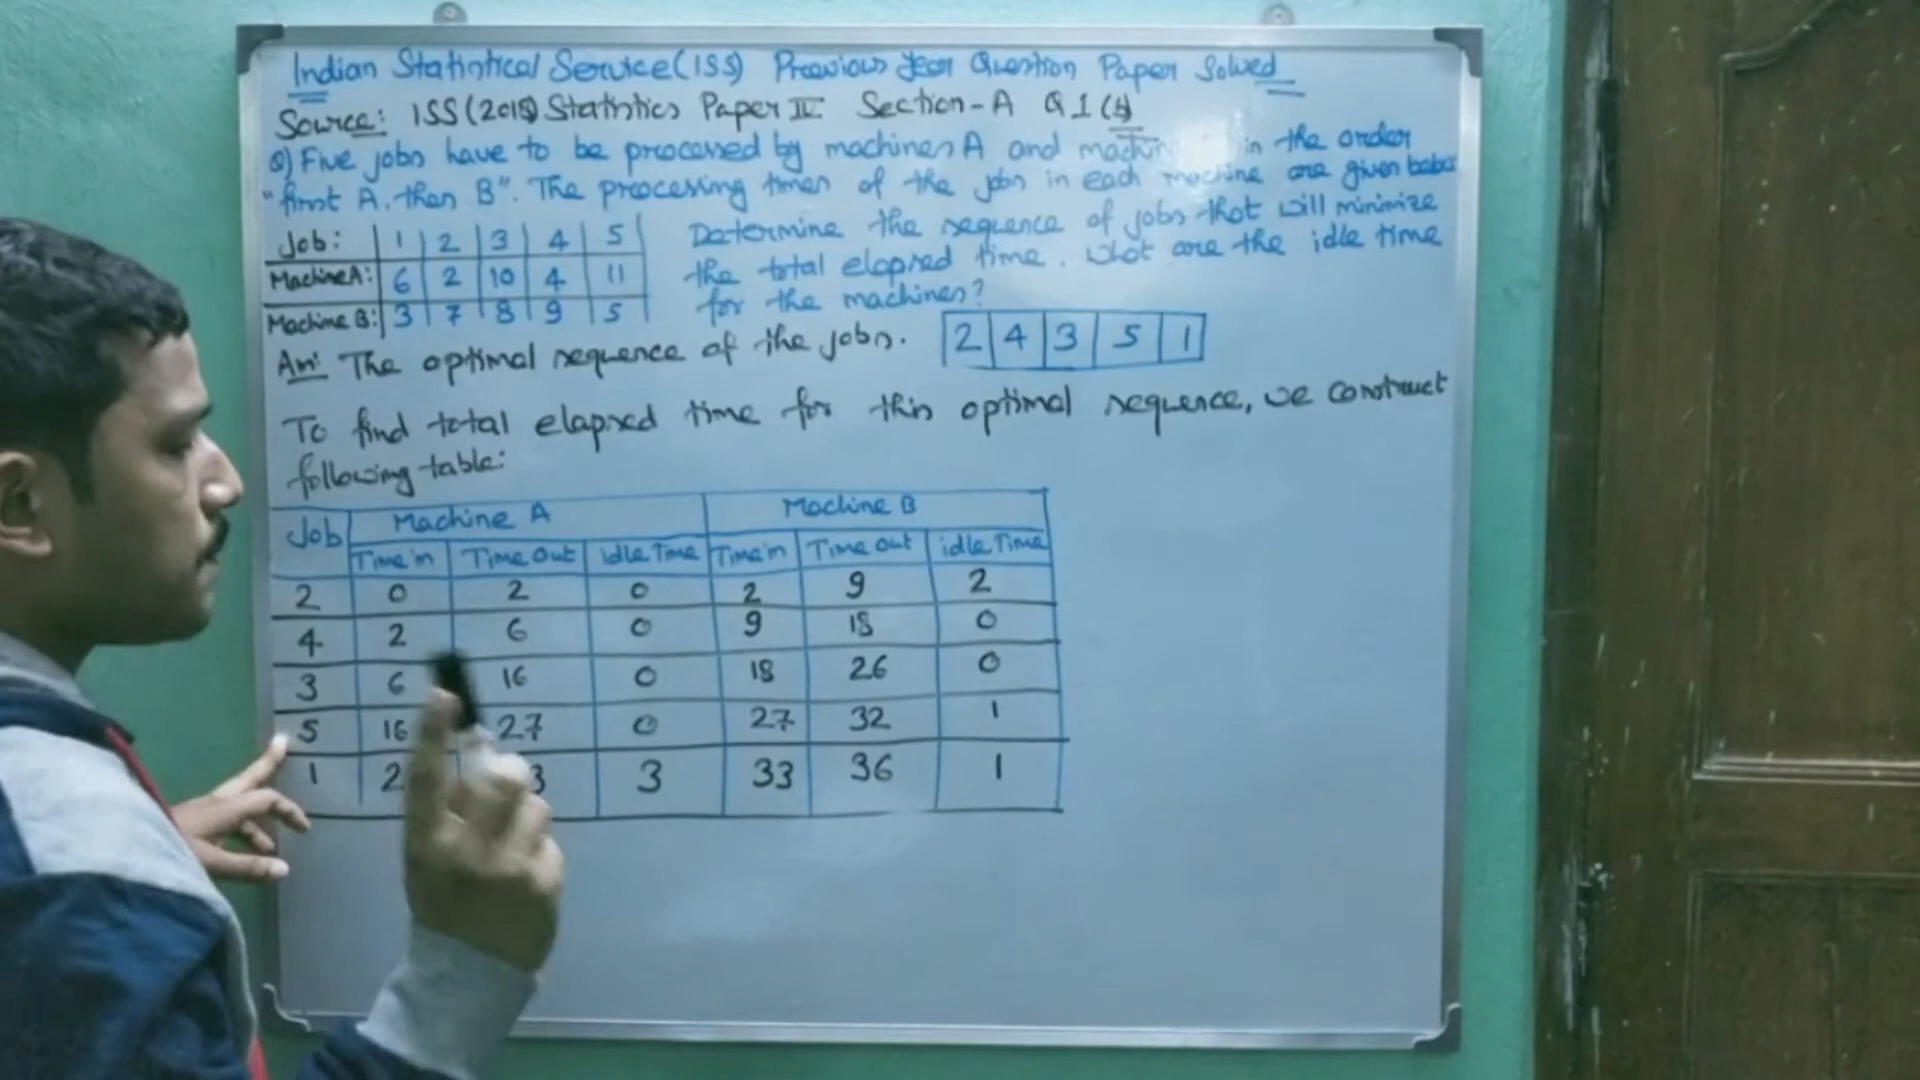 Indian Statistical Service (ISS) Previous Year Question Paper Solved
Source: ISS (2015) Statistics Paper IV Section-A Q 1 (b)
Q) Five jobs have to be processed by machines A and in the order
"first A, then B". The processing times of the jobs in each machine are given below
Job: 1 2 3 4 5
Machine A: 6 2 10 4 11
Machine B: 3 7 8 9 5
Determine the sequence of jobs that will minimize
the total elapsed time. What are the idle time
for the machines?
Ans: The optimal sequence of the jobs. 2 4 3 5 1
To find total elapsed time for this optimal sequence, we construct
following table:
Job Machine A Machine B
Time in Time Out idle Time Time in Time Out idle Time
2 0 2 0 2 9 2
4 2 6 0 9 18 0
3 6 16 0 18 26 0
5 16 27 0 27 32 1
1 3 33 36 1